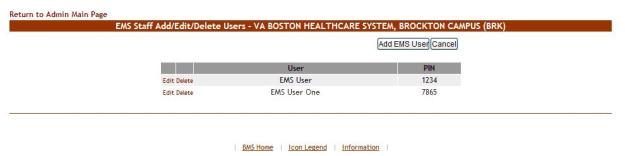 Return to Admin Main Page
EMS Staff Add/Edit/Delete Users - VA BOSTON HEALTHCARE SYSTEM, BROCKTON CAMPUS (BRK)
Add EMS User Cancel
User PIN
Edit Delete EMS User 1234
Edit Delete EMS User One 7865
| BMS Home | Icon Legend | Information |